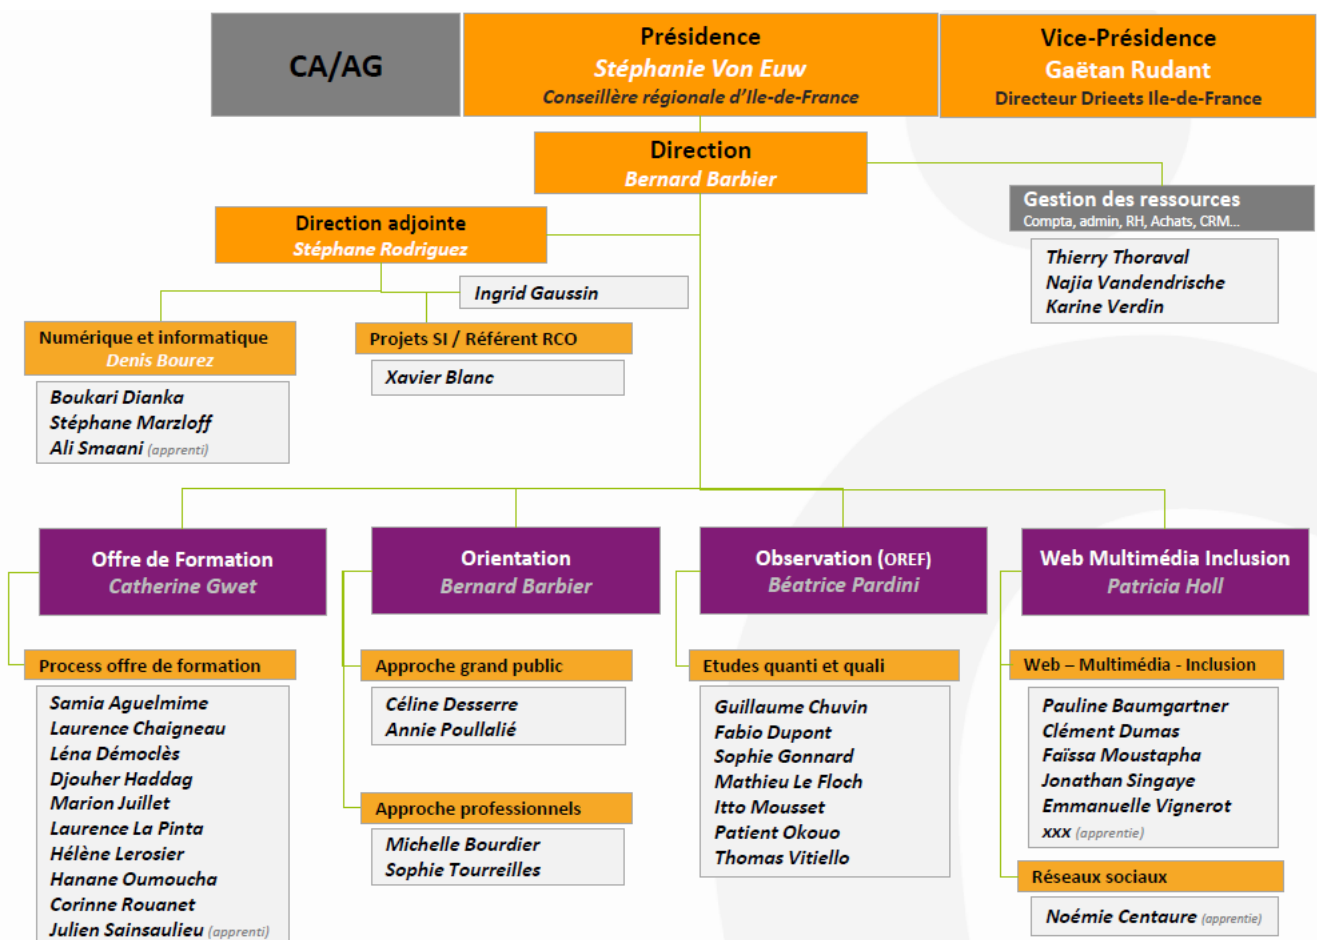 CA/AG
Présidence
Stéphanie Von Euw
Conseillère régionale d'Ile-de-France
Vice-Présidence
Gaëtan Rudant
Directeur Drieets Ile-de-France
Direction
Bernard Barbier
Gestion des ressources
Compta, admin, RH, Achats, CRM...
Thierry Thoraval
Najia Vandendrische
Karine Verdin
Direction adjointe
Stéphane Rodriguez
Ingrid Gaussin
Numérique et informatique
Denis Bourez
Boukari Dianka
Stéphane Marzloff
Ali Smaani (apprenti)
Projets SI / Référent RCO
Xavier Blanc
Offre de Formation
Catherine Gwet
Process offre de formation
Samia Aguelmime
Laurence Chaigneau
Léna Démoclès
Djouher Haddag
Marion Juillet
Laurence La Pinta
Hélène Lerosier
Hanane Oumoucha
Corinne Rouanet
Julien Sainsaulieu (apprenti)
Orientation
Bernard Barbier
Approche grand public
Céline Desserre
Annie Poullalié
Approche professionnels
Michelle Bourdier
Sophie Tourreilles
Observation (OREF)
Béatrice Pardini
Etudes quanti et quali
Guillaume Chuvin
Fabio Dupont
Sophie Gonnard
Mathieu Le Floch
Itto Mousset
Patient Okouo
Thomas Vitiello
Web Multimédia Inclusion
Patricia Holl
Web – Multimédia - Inclusion
Pauline Baumgartner
Clément Dumas
Faïssa Moustapha
Jonathan Singaye
Emmanuelle Vignerot
xxx (apprentie)
Réseaux sociaux
Noémie Centaure (apprentie)